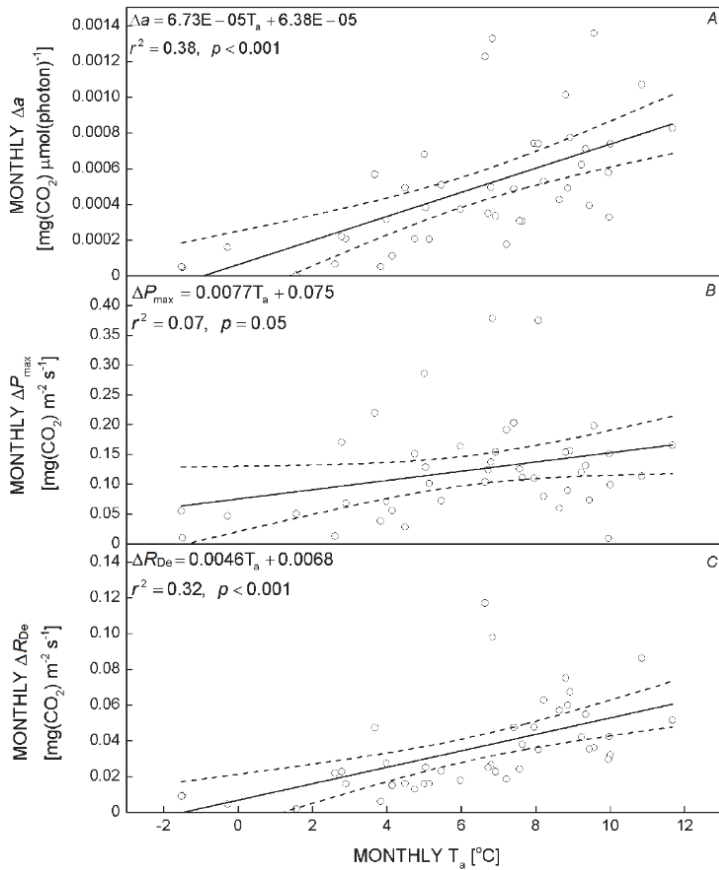 Δa = 6.73E − 05Tₐ + 6.38E − 05
A
r² = 0.38, p < 0.001
0.0014
0.0012
0.0010
0.0008
0.0006
0.0004
0.0002
0
MONTHLY Δa
[mg(CO₂) μmol(photon)⁻¹]
ΔPmax = 0.0077Tₐ + 0.075
B
r² = 0.07, p = 0.05
0.40
0.35
0.30
0.25
0.20
0.15
0.10
0.05
0
MONTHLY ΔPmax
[mg(CO₂) m⁻² s⁻¹]
ΔRDe = 0.0046Tₐ + 0.0068
C
r² = 0.32, p < 0.001
0.14
0.12
0.10
0.08
0.06
0.04
0.02
0
MONTHLY ΔRDe
[mg(CO₂) m⁻² s⁻¹]
-2 0 2 4 6 8 10 12
MONTHLY Tₐ [°C]